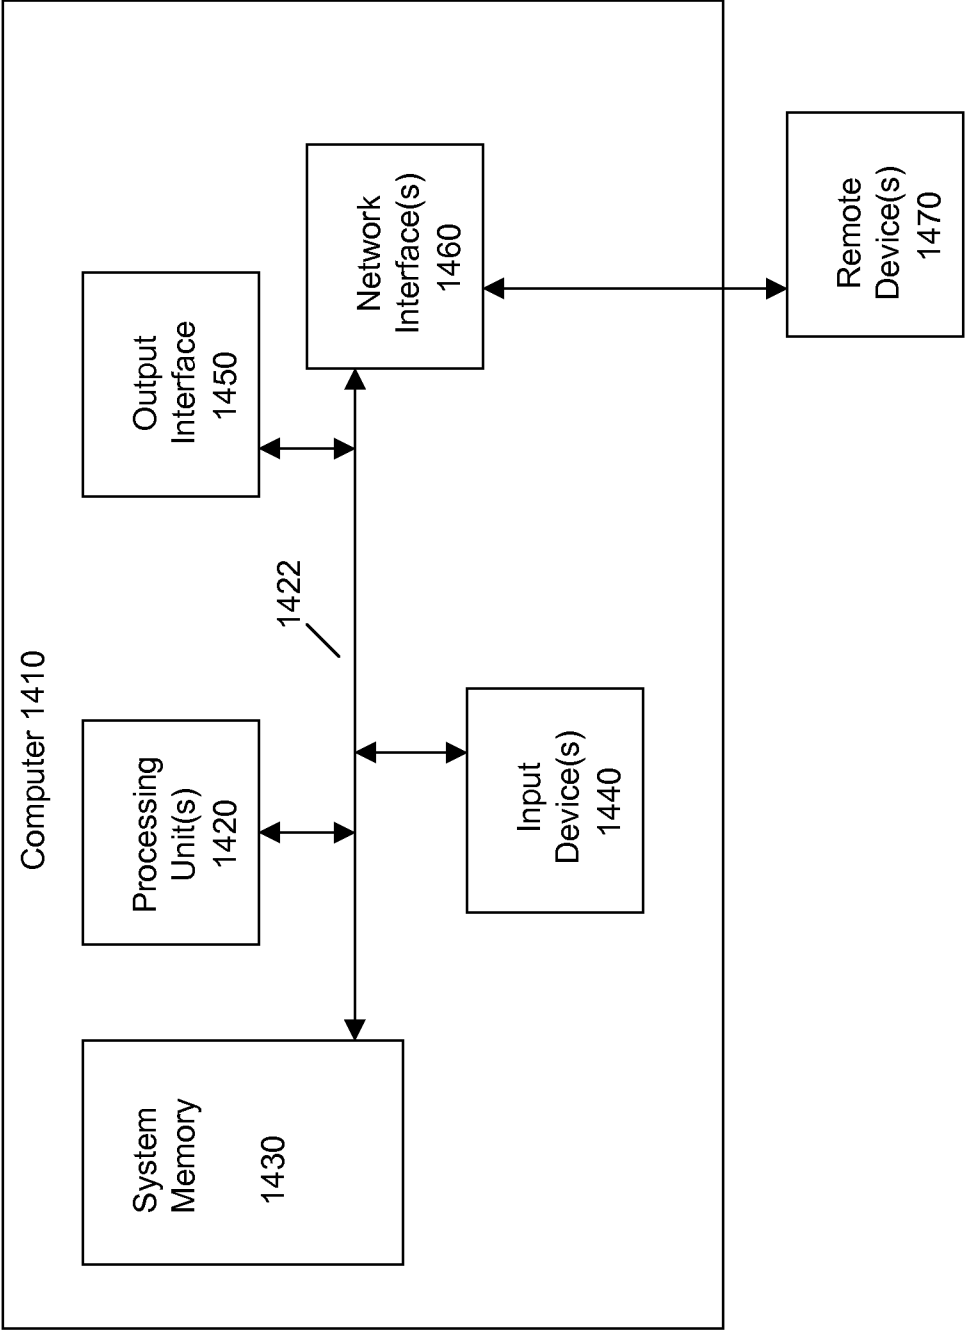 Computer 1410
System
Memory
1430
Processing
Unit(s)
1420
Output
Interface
1450
1422
Network
Interface(s)
1460
Input
Device(s)
1440
Remote
Device(s)
1470